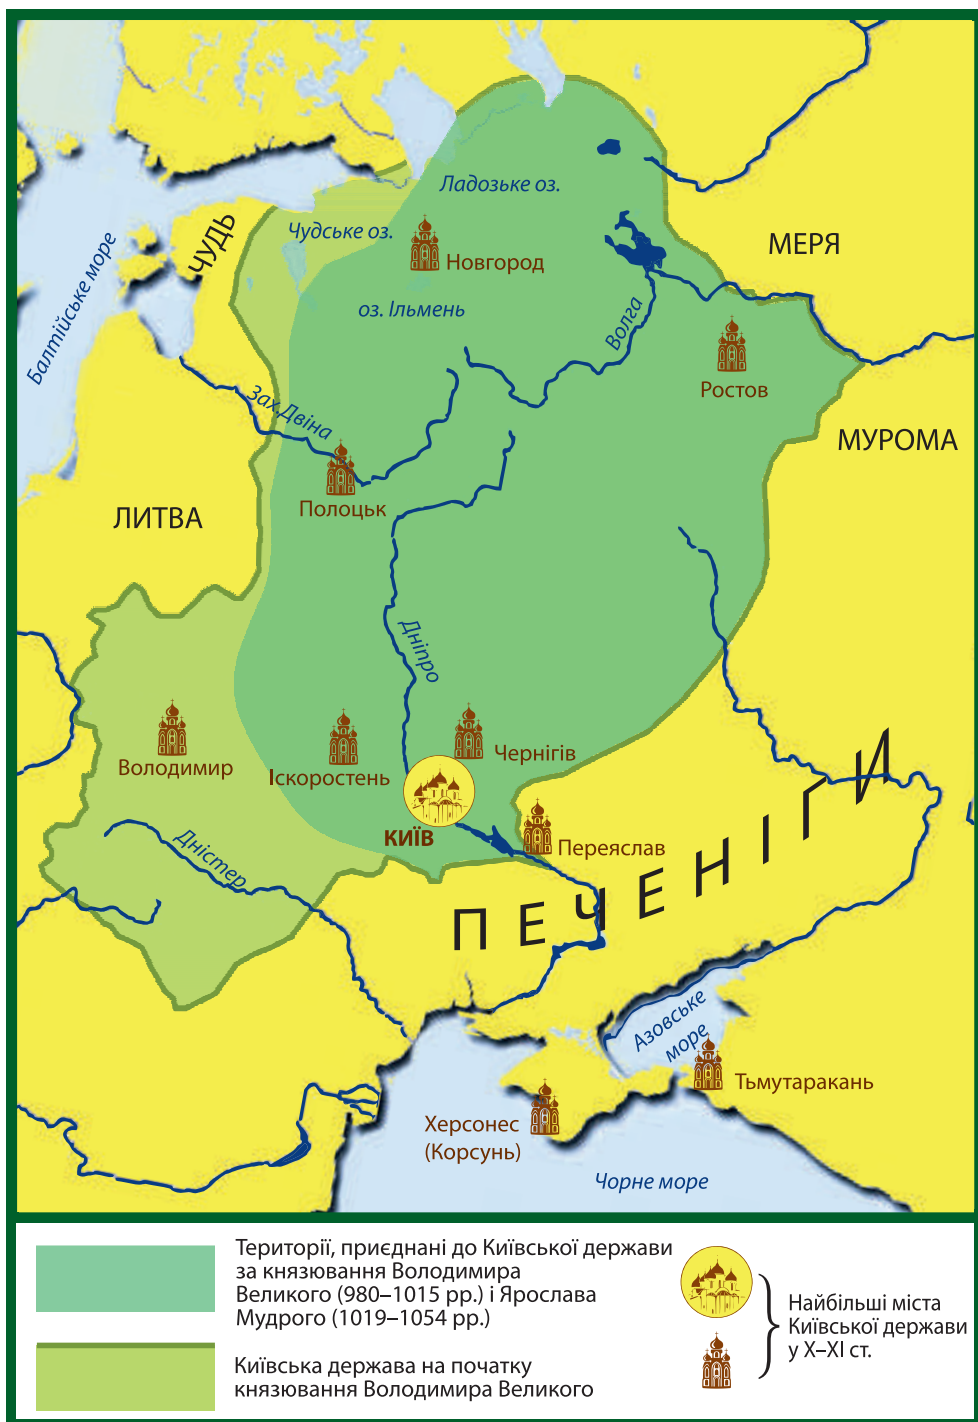 Ладозьке оз.
ЧУДЬ
Чудське оз.
МЕРЯ
Новгород
Балтійське море
оз. Ільмень
Волга
Ростов
Зах.Двіна
МУРОМА
Полоцьк
ЛИТВА
Дніпро
Володимир
Іскоростень
Чернігів
КИЇВ
Переяслав
Дністер
ПЕЧЕНІГИ
Азовське
море
Тьмутаракань
Херсонес
(Корсунь)
Чорне море
Території, приєднані до Київської держави
за князювання Володимира
Великого (980–1015 рр.) і Ярослава
Мудрого (1019–1054 рр.)
Київська держава на початку
князювання Володимира Великого
Найбільші міста
Київської держави
у X–XI ст.